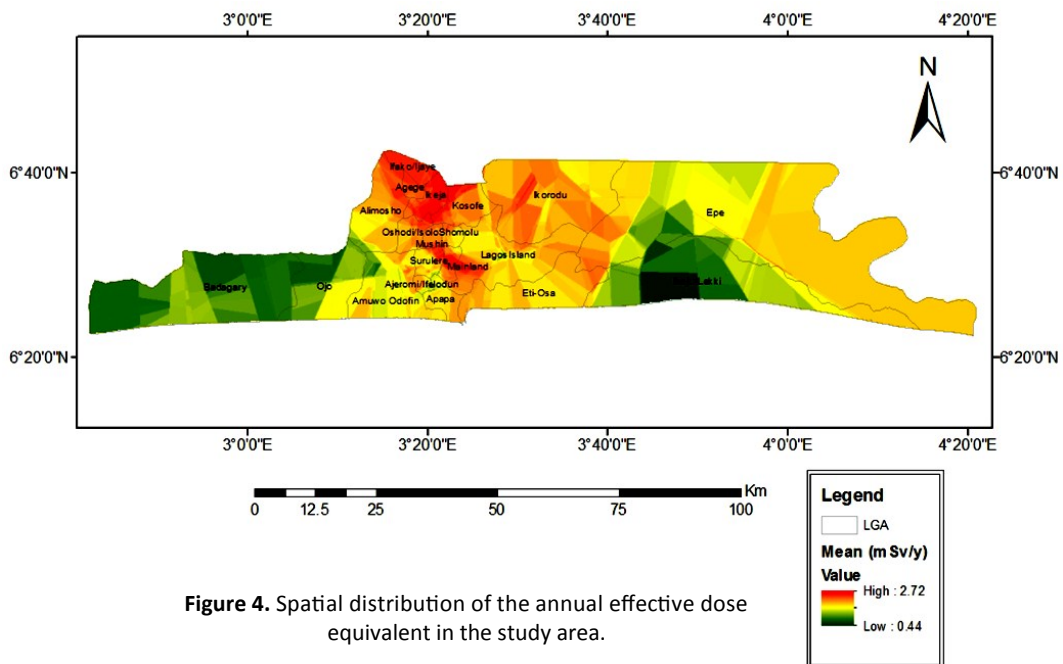 3°0'0"E 3°20'0"E 3°40'0"E 4°0'0"E 4°20'0"E
N
6°40'0"N 6°40'0"N
Ifako/Ijaye
Agege
Ikeja
Ikorodu
Kosofe
Alimosho
Epe
Oshodi/Isolo Shomolu
Mushin
Lagos Island
Surulere
Mainland
Badagary
Ojo
Ajeromi/Ifelodun
Lekki
Eti-Osa
Amuwo Odofin
Apapa
6°20'0"N 6°20'0"N
3°0'0"E 3°20'0"E 3°40'0"E 4°0'0"E 4°20'0"E
Km
0 12.5 25 50 75 100
Legend
LGA
Mean (mSv/y)
Value
High : 2.72
Low : 0.44
Figure 4. Spatial distribution of the annual effective dose
equivalent in the study area.